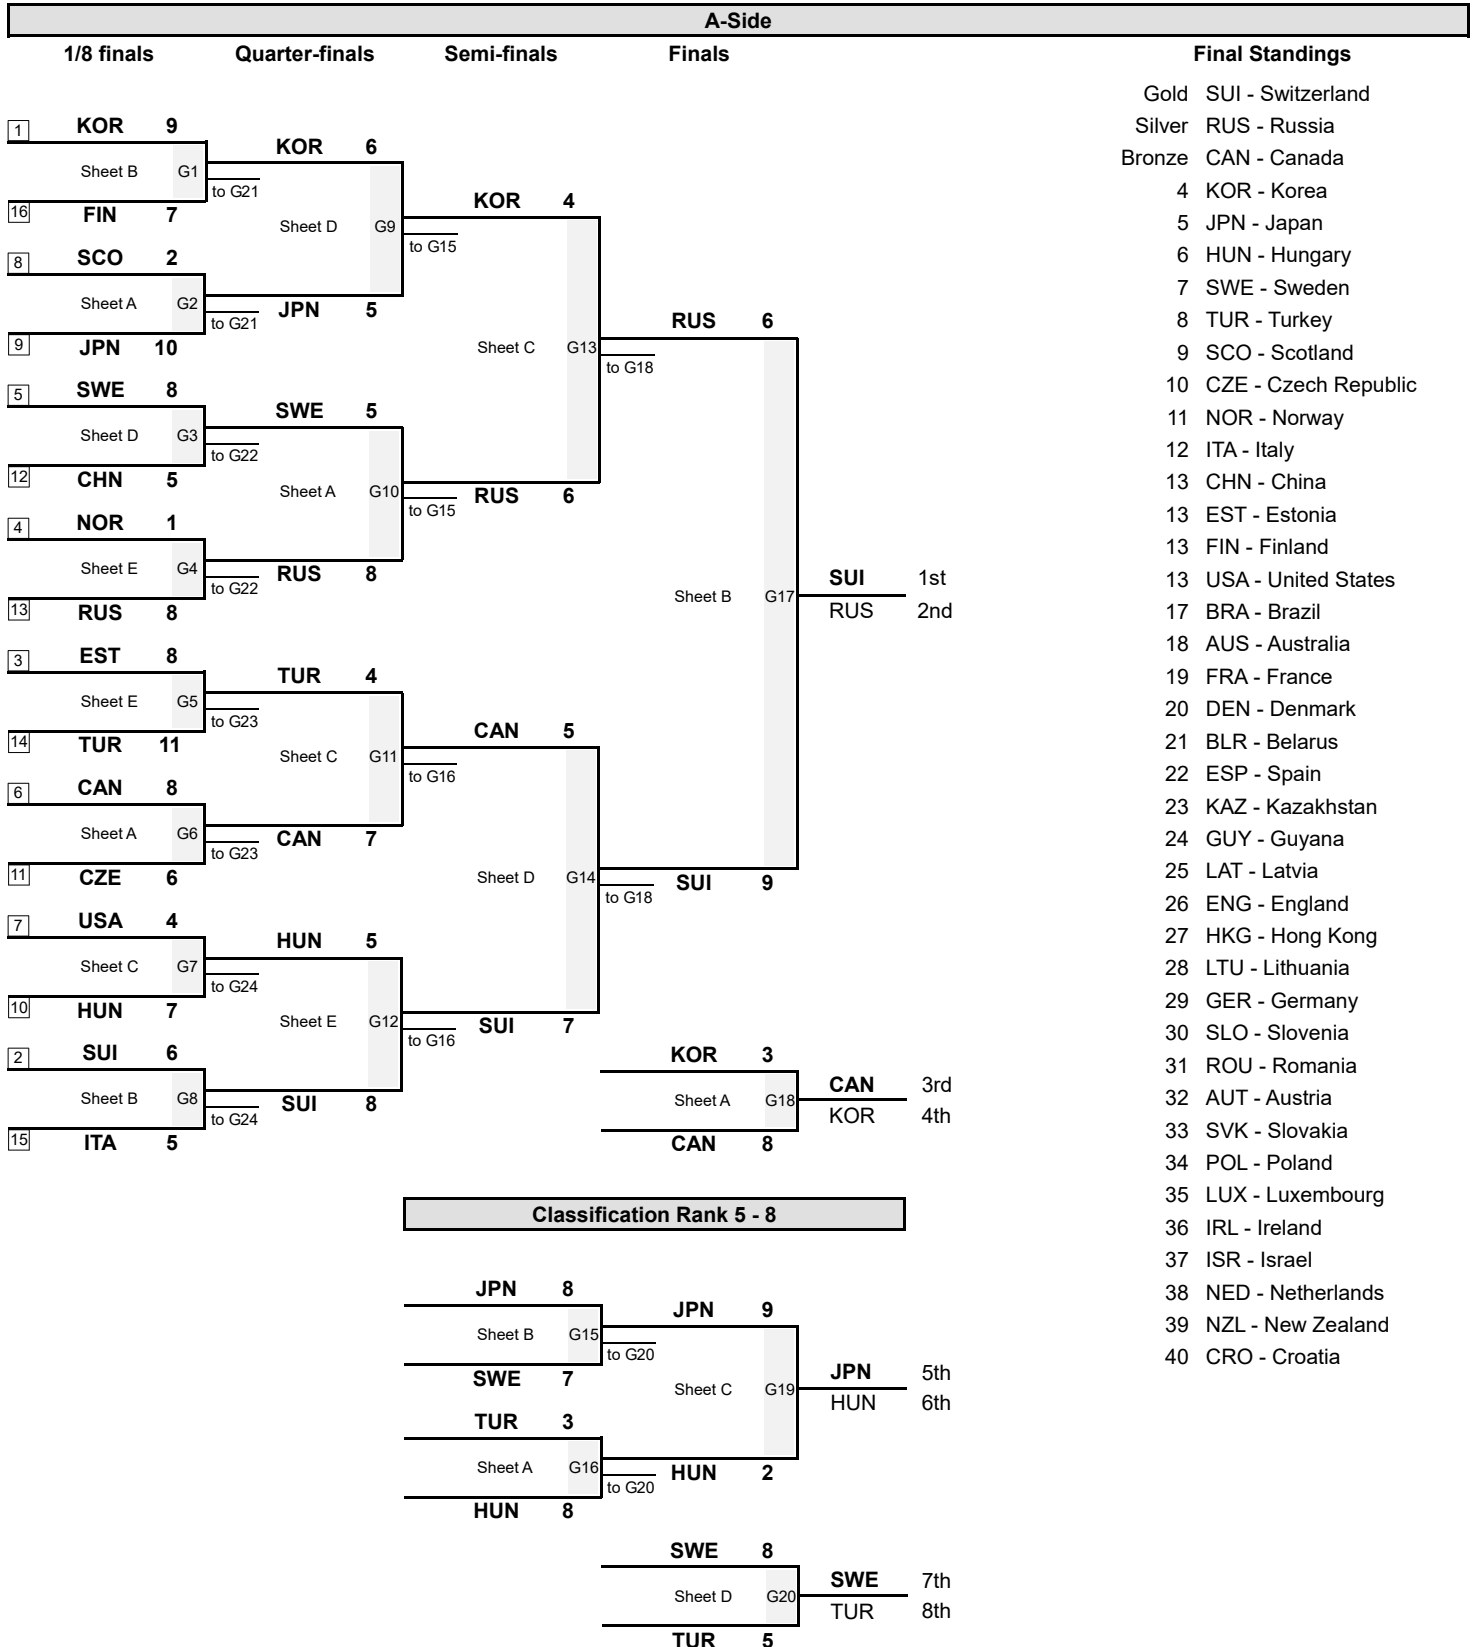 A-Side
1/8 finals Quarter-finals Semi-finals Finals Final Standings
1 KOR 9
Sheet B G1
to G21
16 FIN 7
8 SCO 2
Sheet A G2
to G21
9 JPN 10
5 SWE 8
Sheet D G3
to G22
12 CHN 5
4 NOR 1
Sheet E G4
to G22
13 RUS 8
3 EST 8
Sheet E G5
to G23
14 TUR 11
6 CAN 8
Sheet A G6
to G23
11 CZE 6
7 USA 4
Sheet C G7
to G24
10 HUN 7
2 SUI 6
Sheet B G8
to G24
15 ITA 5
KOR 6
Sheet D G9
to G15
JPN 5
SWE 5
Sheet A G10
to G15
RUS 8
TUR 4
Sheet C G11
to G16
CAN 7
HUN 5
Sheet E G12
to G16
SUI 8
KOR 4
Sheet C G13
to G18
RUS 6
CAN 5
Sheet D G14
to G18
SUI 7
RUS 6
Sheet B G17
SUI 9
SUI 1st
RUS 2nd
KOR 3
Sheet A G18
CAN 8
CAN 3rd
KOR 4th
Classification Rank 5 - 8
JPN 8
Sheet B G15
to G20
SWE 7
TUR 3
Sheet A G16
to G20
HUN 8
JPN 9
Sheet C G19
HUN 2
JPN 5th
HUN 6th
SWE 8
Sheet D G20
TUR 5
SWE 7th
TUR 8th
Gold SUI - Switzerland
Silver RUS - Russia
Bronze CAN - Canada
4 KOR - Korea
5 JPN - Japan
6 HUN - Hungary
7 SWE - Sweden
8 TUR - Turkey
9 SCO - Scotland
10 CZE - Czech Republic
11 NOR - Norway
12 ITA - Italy
13 CHN - China
13 EST - Estonia
13 FIN - Finland
13 USA - United States
17 BRA - Brazil
18 AUS - Australia
19 FRA - France
20 DEN - Denmark
21 BLR - Belarus
22 ESP - Spain
23 KAZ - Kazakhstan
24 GUY - Guyana
25 LAT - Latvia
26 ENG - England
27 HKG - Hong Kong
28 LTU - Lithuania
29 GER - Germany
30 SLO - Slovenia
31 ROU - Romania
32 AUT - Austria
33 SVK - Slovakia
34 POL - Poland
35 LUX - Luxembourg
36 IRL - Ireland
37 ISR - Israel
38 NED - Netherlands
39 NZL - New Zealand
40 CRO - Croatia